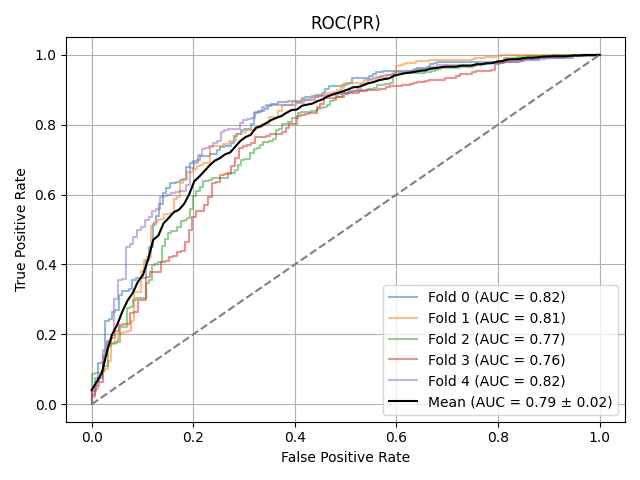 ROC(PR)
True Positive Rate
1.0
0.8
0.6
0.4
0.2
0.0
Fold 0 (AUC = 0.82)
Fold 1 (AUC = 0.81)
Fold 2 (AUC = 0.77)
Fold 3 (AUC = 0.76)
Fold 4 (AUC = 0.82)
Mean (AUC = 0.79 ± 0.02)
0.0 0.2 0.4 0.6 0.8 1.0
False Positive Rate